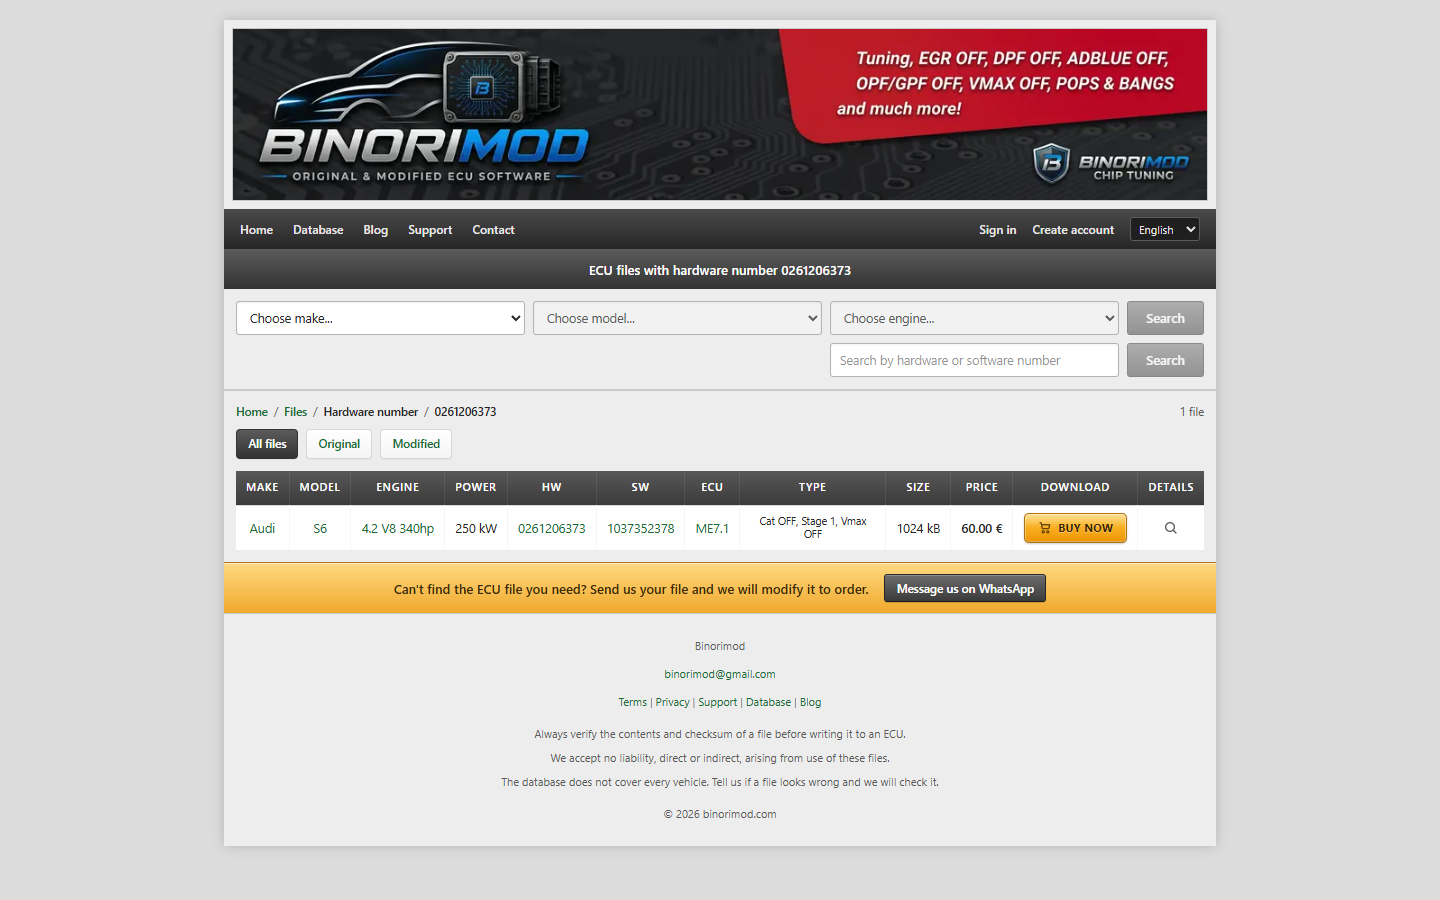 Tuning, EGR OFF, DPF OFF, ADBLUE OFF,
OPF/GPF OFF, VMAX OFF, POPS & BANGS
and much more!
B
BINORIMOD
ORIGINAL & MODIFIED ECU SOFTWARE
B
BINORIMOD
CHIP TUNING
Home Database Blog Support Contact Sign in Create account English
ECU files with hardware number 0261206373
Choose make... Choose model... Choose engine... Search
Search by hardware or software number Search
Home / Files / Hardware number / 0261206373 1 file
All files Original Modified
MAKE MODEL ENGINE POWER HW SW ECU TYPE SIZE PRICE DOWNLOAD DETAILS
Audi S6 4.2 V8 340hp 250 kW 0261206373 1037352378 ME7.1 Cat OFF, Stage 1, Vmax OFF 1024 kB 60.00 € BUY NOW
Can't find the ECU file you need? Send us your file and we will modify it to order. Message us on WhatsApp
Binorimod
binorimod@gmail.com
Terms | Privacy | Support | Database | Blog
Always verify the contents and checksum of a file before writing it to an ECU.
We accept no liability, direct or indirect, arising from use of these files.
The database does not cover every vehicle. Tell us if a file looks wrong and we will check it.
© 2026 binorimod.com